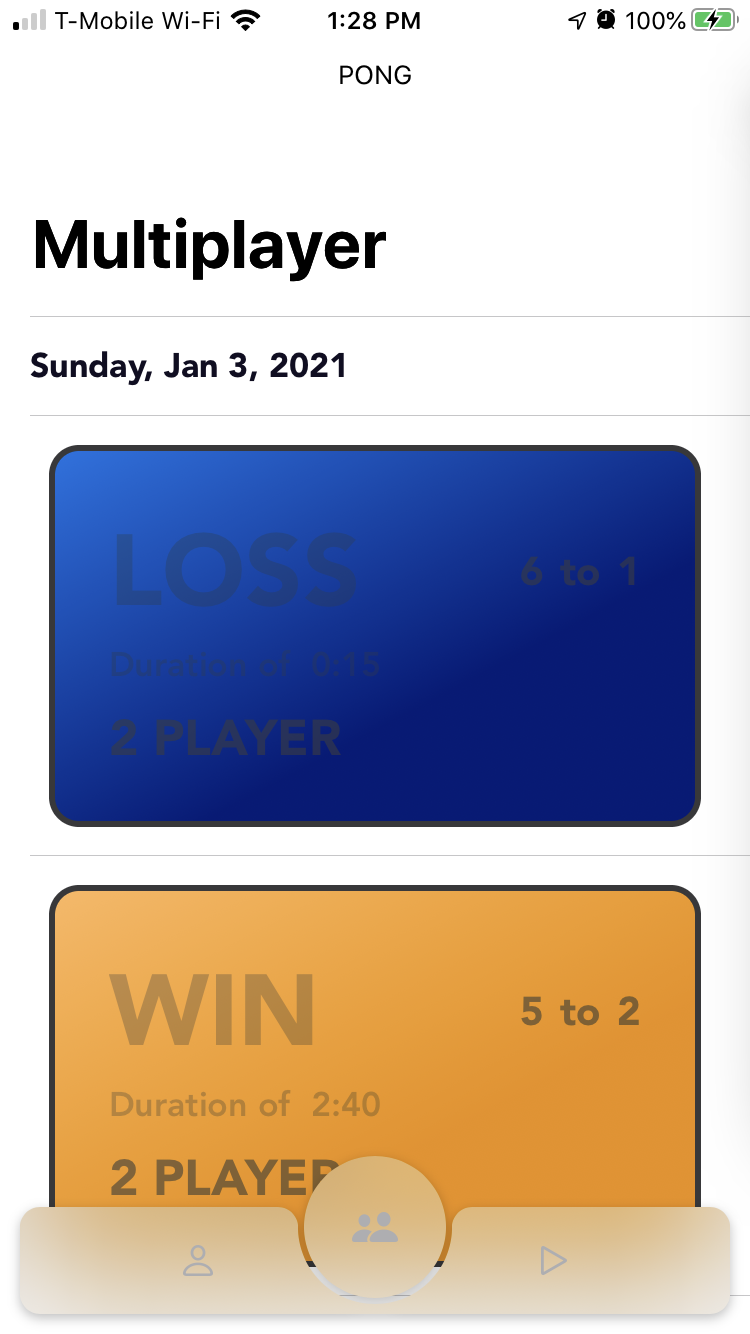 T-Mobile Wi-Fi 1:28 PM 100%
PONG
Multiplayer
Sunday, Jan 3, 2021
LOSS
6 to 1
Duration of 0:15
2 PLAYER
WIN
5 to 2
Duration of 2:40
2 PLAYER